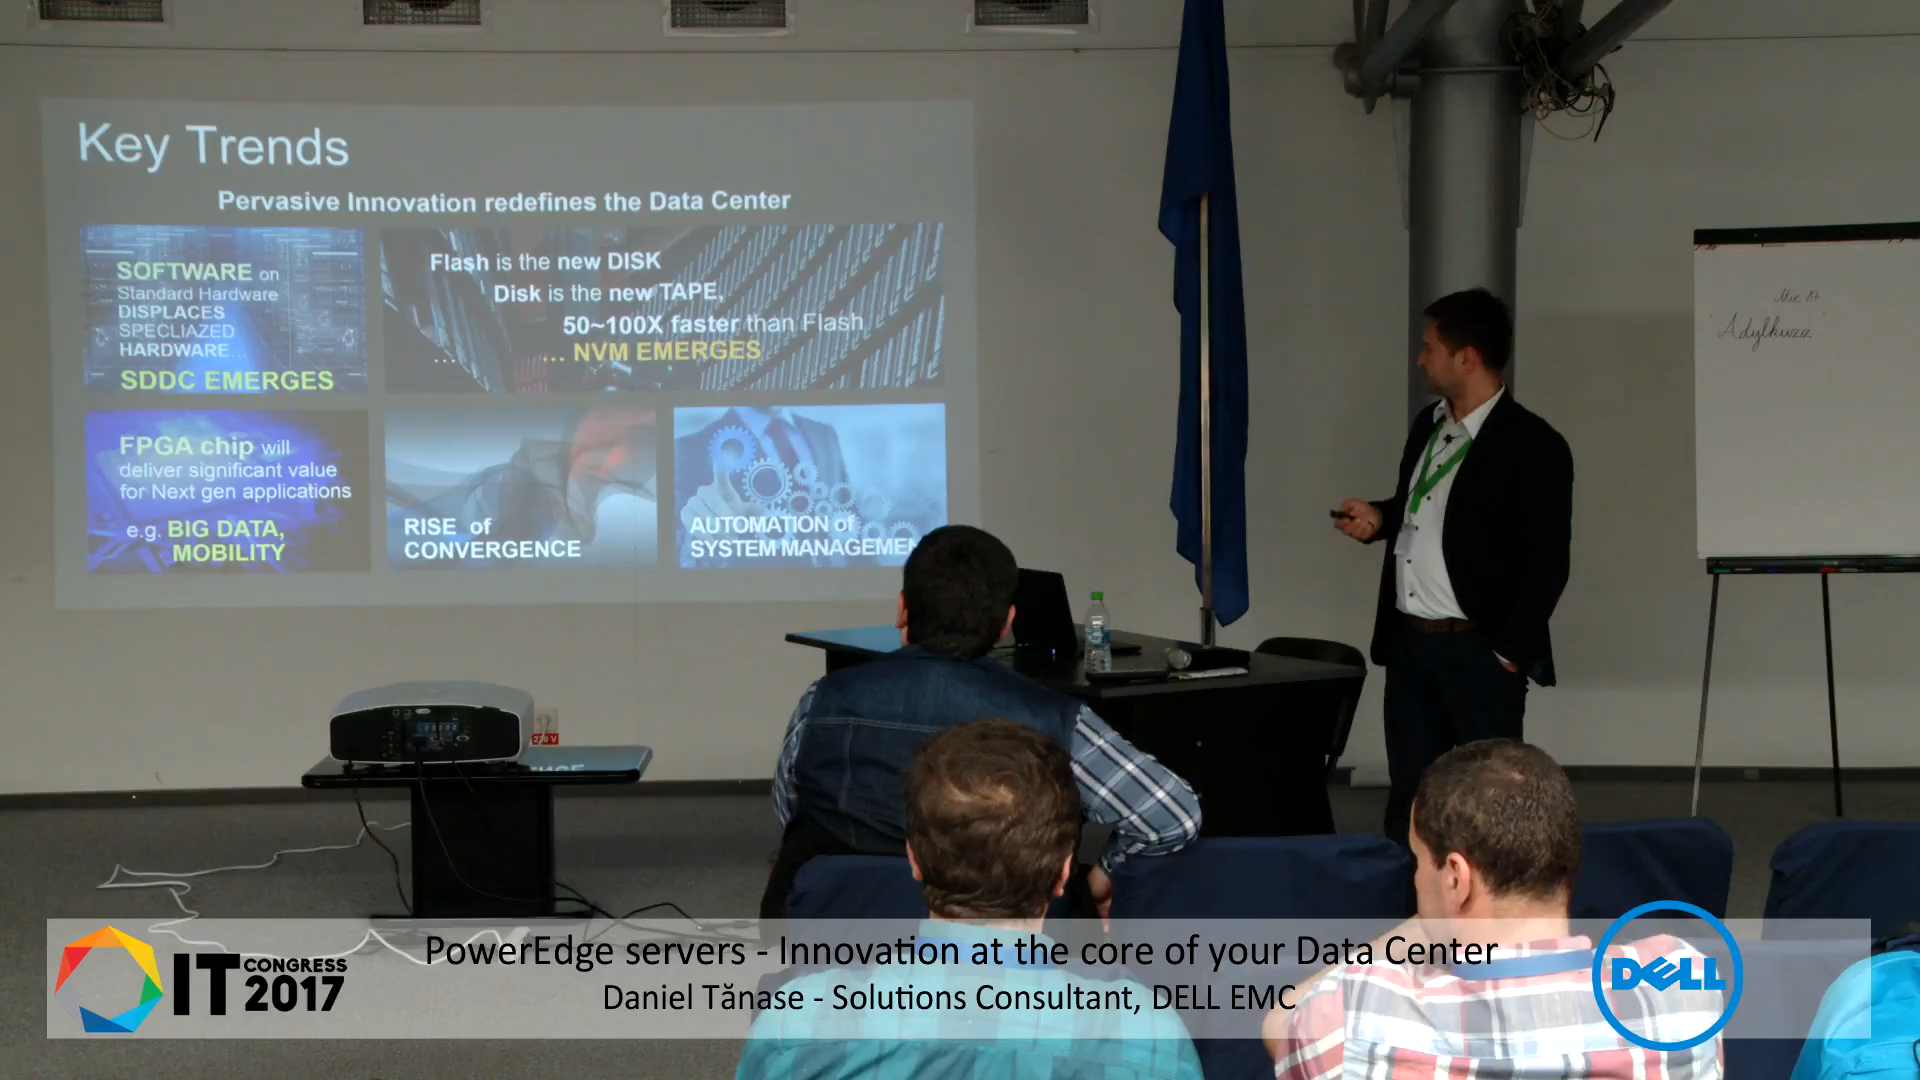 Key Trends
Pervasive Innovation redefines the Data Center
SOFTWARE on
Standard Hardware
DISPLACES
SPECLIAZED
HARDWARE...
SDDC EMERGES
Flash is the new DISK
Disk is the new TAPE,
50~100X faster than Flash
... ... NVM EMERGES
FPGA chip will
deliver significant value
for Next gen applications
e.g. BIG DATA,
MOBILITY
RISE of
CONVERGENCE
AUTOMATION of
SYSTEM MANAGEMEN
Adylkuzz
220 V
IT CONGRESS
2017
PowerEdge servers - Innovation at the core of your Data Center
Daniel Tănase - Solutions Consultant, DELL EMC
DELL